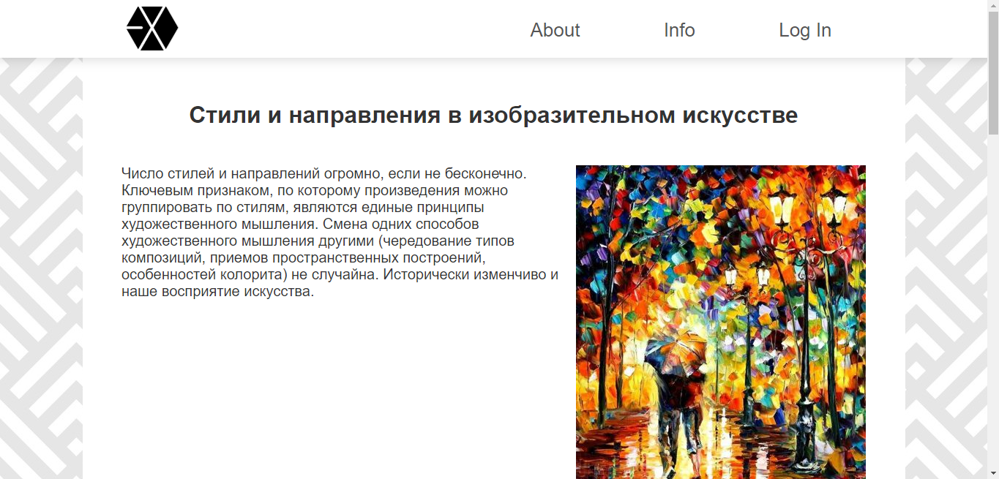 About Info Log In
Стили и направления в изобразительном искусстве
Число стилей и направлений огромно, если не бесконечно.
Ключевым признаком, по которому произведения можно
группировать по стилям, являются единые принципы
художественного мышления. Смена одних способов
художественного мышления другими (чередование типов
композиций, приемов пространственных построений,
особенностей колорита) не случайна. Исторически изменчиво и
наше восприятие искусства.